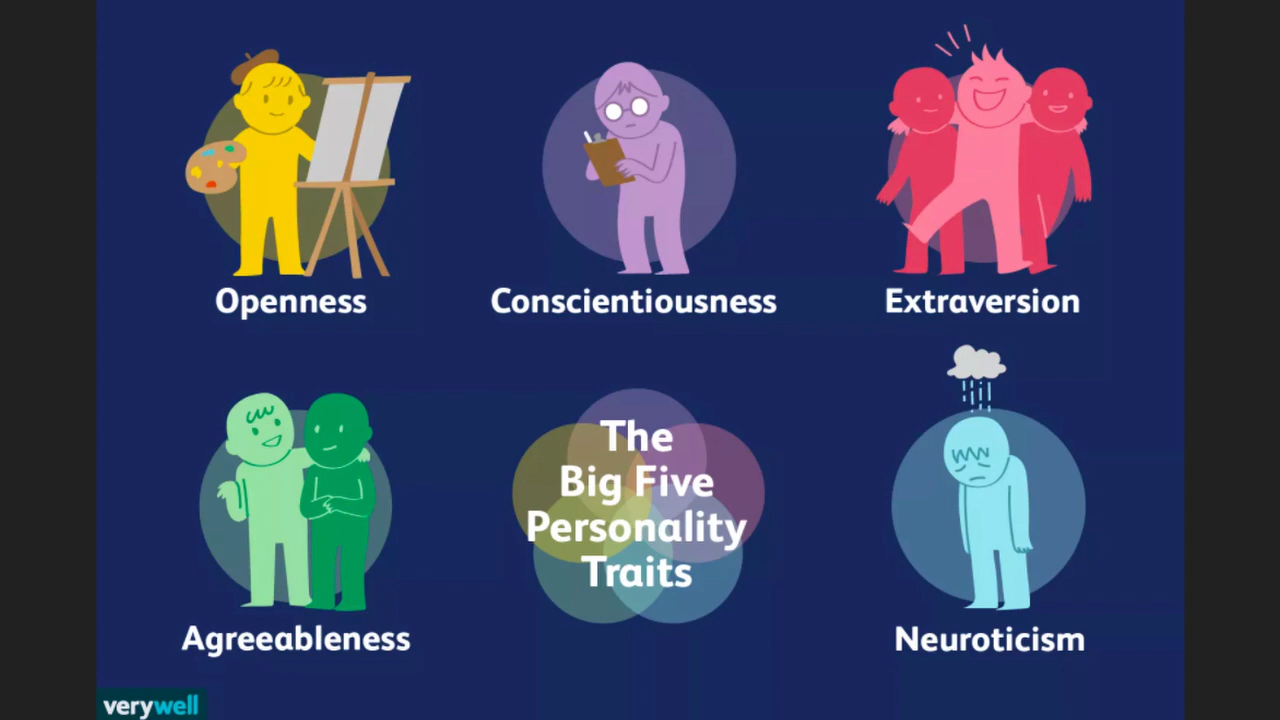 Openness
Conscientiousness
Extraversion
The
Big Five
Personality
Traits
Agreeableness
Neuroticism
verywell